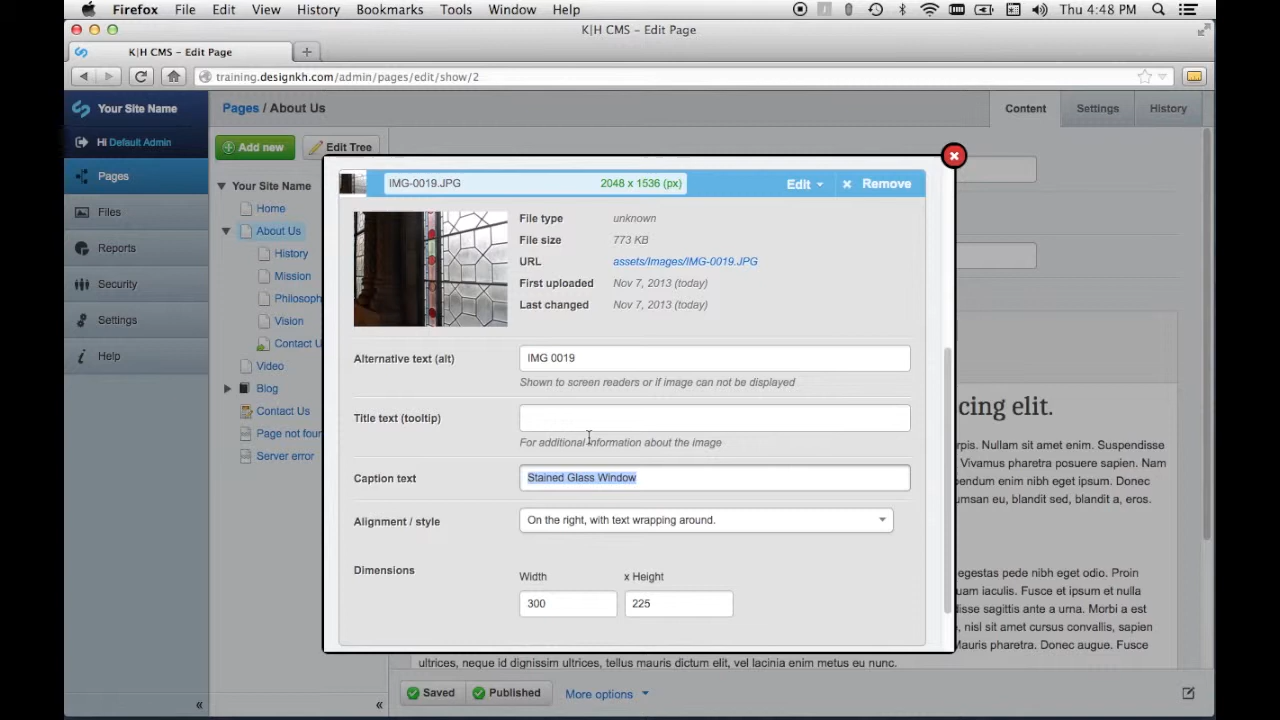 Firefox File Edit View History Bookmarks Tools Window Help Thu 4:48 PM
K|H CMS – Edit Page
K|H CMS – Edit Page
training.designkh.com/admin/pages/edit/show/2
Your Site Name
Pages / About Us
Content
Settings
History
Hi Default Admin
Add new
Edit Tree
Pages
Files
Reports
Security
Settings
Help
Your Site Name
Home
About Us
History
Mission
Philosoph
Vision
Contact U
Video
Blog
Contact Us
Page not foun
Server error
IMG-0019.JPG 2048 x 1536 (px) Edit Remove
File type unknown
File size 773 KB
URL assets/Images/IMG-0019.JPG
First uploaded Nov 7, 2013 (today)
Last changed Nov 7, 2013 (today)
Alternative text (alt) IMG 0019
Shown to screen readers or if image can not be displayed
Title text (tooltip)
For additional information about the image
Caption text Stained Glass Window
Alignment / style On the right, with text wrapping around.
Dimensions
Width x Height
300 225
cing elit.
rpis. Nullam sit amet enim. Suspendisse
Vivamus pharetra posuere sapien. Nam
endum enim nibh eget ipsum. Duis
eu, blandit sed, blandit a, eros.
egestas pede nibh eget odio. Proin
am iaculis. Fusce et ipsum et nulla
disse sagittis ante a urna. Morbi a est
, nisl sit amet cursus convallis, sapien
Mauris pharetra. Donec augue.
ultrices, neque id dignissim ultrices, tellus mauris dictum elit, vel lacinia enim metus eu nunc.
Saved
Published
More options
« «